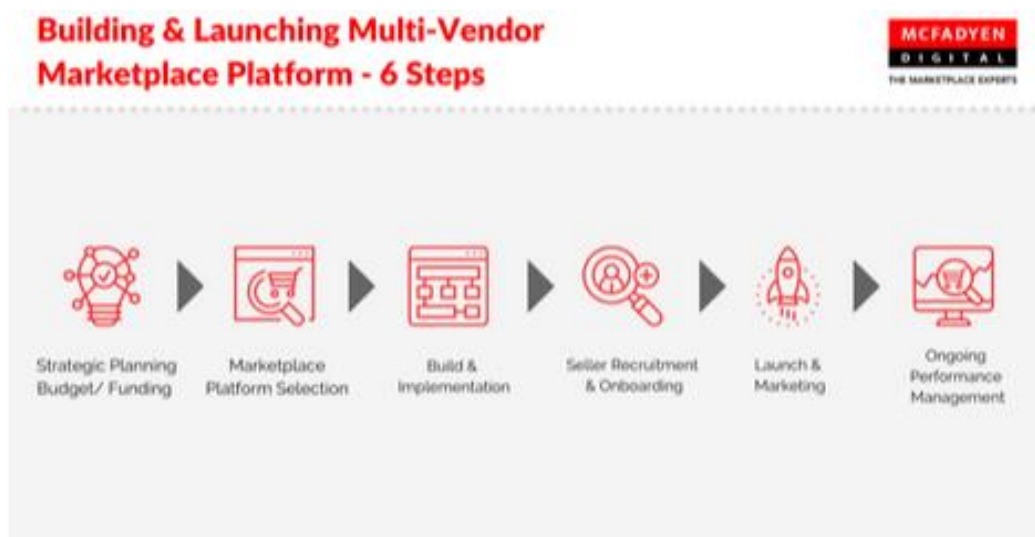 Building & Launching Multi-Vendor
Marketplace Platform - 6 Steps
MCFADYEN
DIGITAL
THE MARKETPLACE EXPERTS
Strategic Planning
Budget/ Funding
Marketplace
Platform Selection
Build &
Implementation
Seller Recruitment
& Onboarding
Launch &
Marketing
Ongoing
Performance
Management